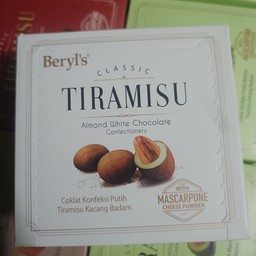 Beryl's
CLASSIC
TIRAMISU
Almond White Chocolate
Confectionery
Coklat Konfeksi Putih
Tiramisu Kacang Badam
WITH
MASCARPONE
CHEESE POWDER